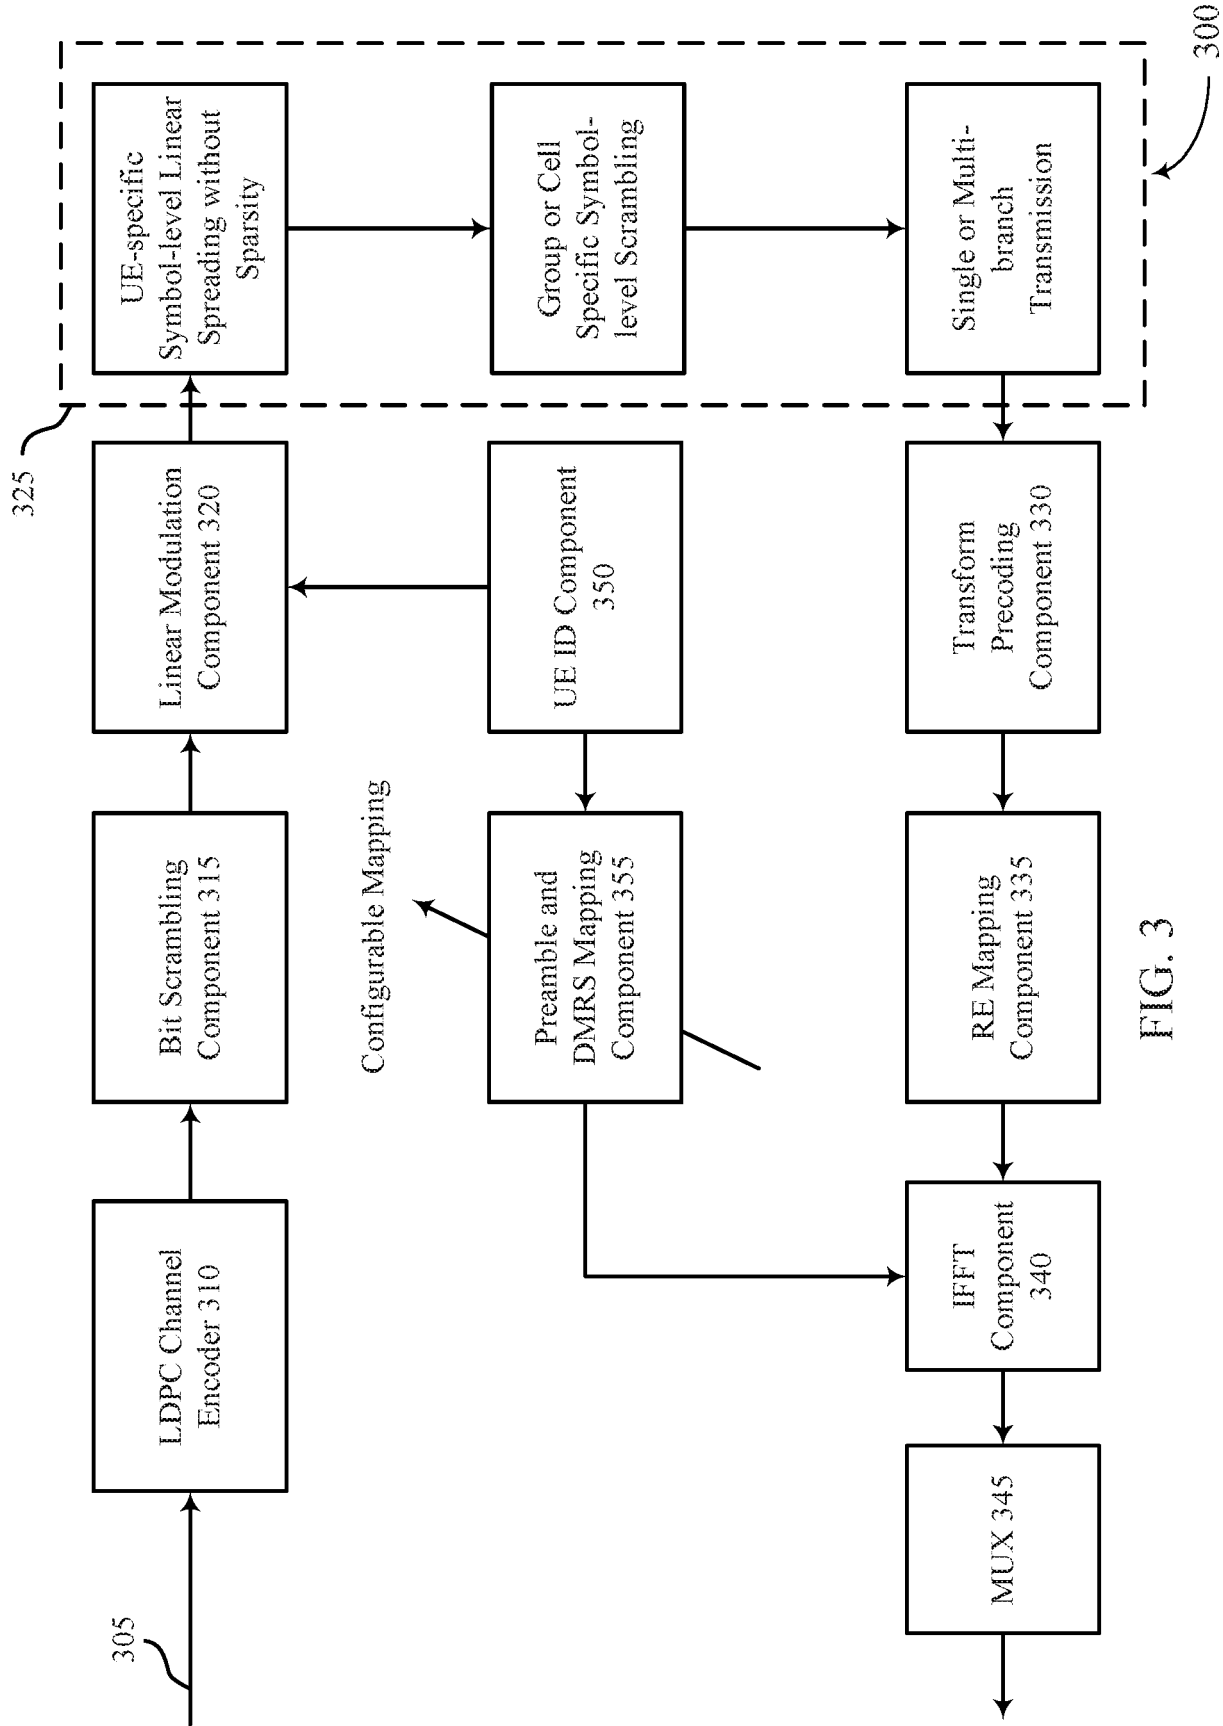 305
LDPC Channel
Encoder 310
Bit Scrambling
Component 315
Linear Modulation
Component 320
325
UE-specific
Symbol-level Linear
Spreading without
Sparsity
Configurable Mapping
Preamble and
DMRS Mapping
Component 355
UE ID Component
350
Group or Cell
Specific Symbol-
level Scrambling
MUX 345
IFFT
Component
340
RE Mapping
Component 335
Transform
Precoding
Component 330
Single or Multi-
branch
Transmission
300
FIG. 3